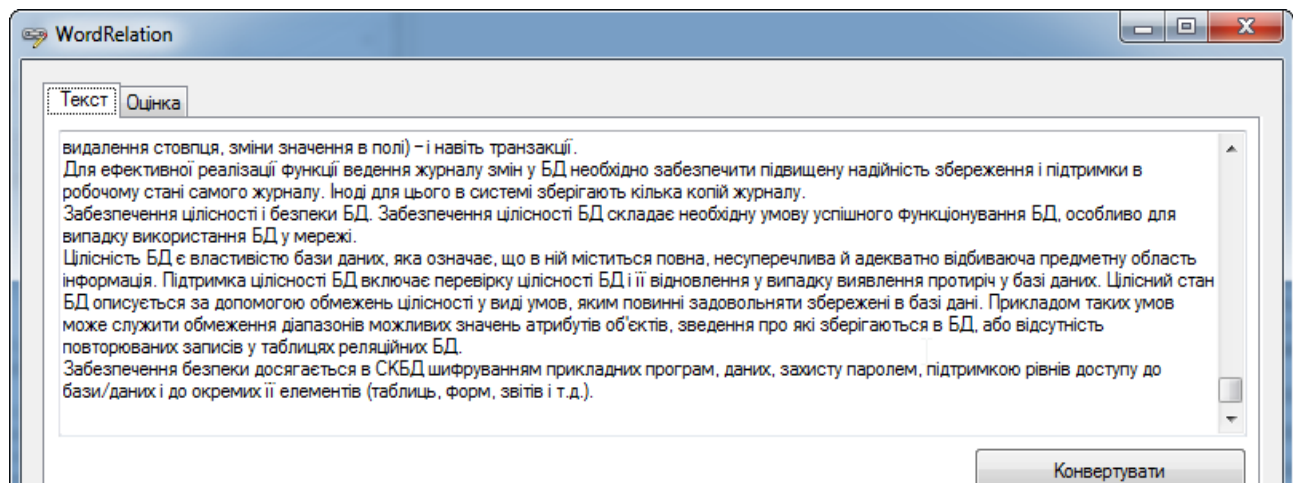 WordRelation
Текст
Оцінка
видалення стовпця, зміни значення в полі) – і навіть транзакції.
Для ефективної реалізації функції ведення журналу змін у БД необхідно забезпечити підвищену надійність збереження і підтримки в
робочому стані самого журналу. Іноді для цього в системі зберігають кілька копій журналу.
Забезпечення цілісності і безпеки БД. Забезпечення цілісності БД складає необхідну умову успішного функціонування БД, особливо для
випадку використання БД у мережі.
Цілісність БД є властивістю бази даних, яка означає, що в ній міститься повна, несуперечлива й адекватно відбиваюча предметну область
інформація. Підтримка цілісності БД включає перевірку цілісності БД і її відновлення у випадку виявлення протиріч у базі даних. Цілісний стан
БД описується за допомогою обмежень цілісності у виді умов, яким повинні задовольняти збережені в базі дані. Прикладом таких умов
може служити обмеження діапазонів можливих значень атрибутів об'єктів, зведення про які зберігаються в БД, або відсутність
повторюваних записів у таблицях реляційних БД.
Забезпечення безпеки досягається в СКБД шифруванням прикладних програм, даних, захисту паролем, підтримкою рівнів доступу до
бази/даних і до окремих її елементів (таблиць, форм, звітів і т.д.).
Конвертувати